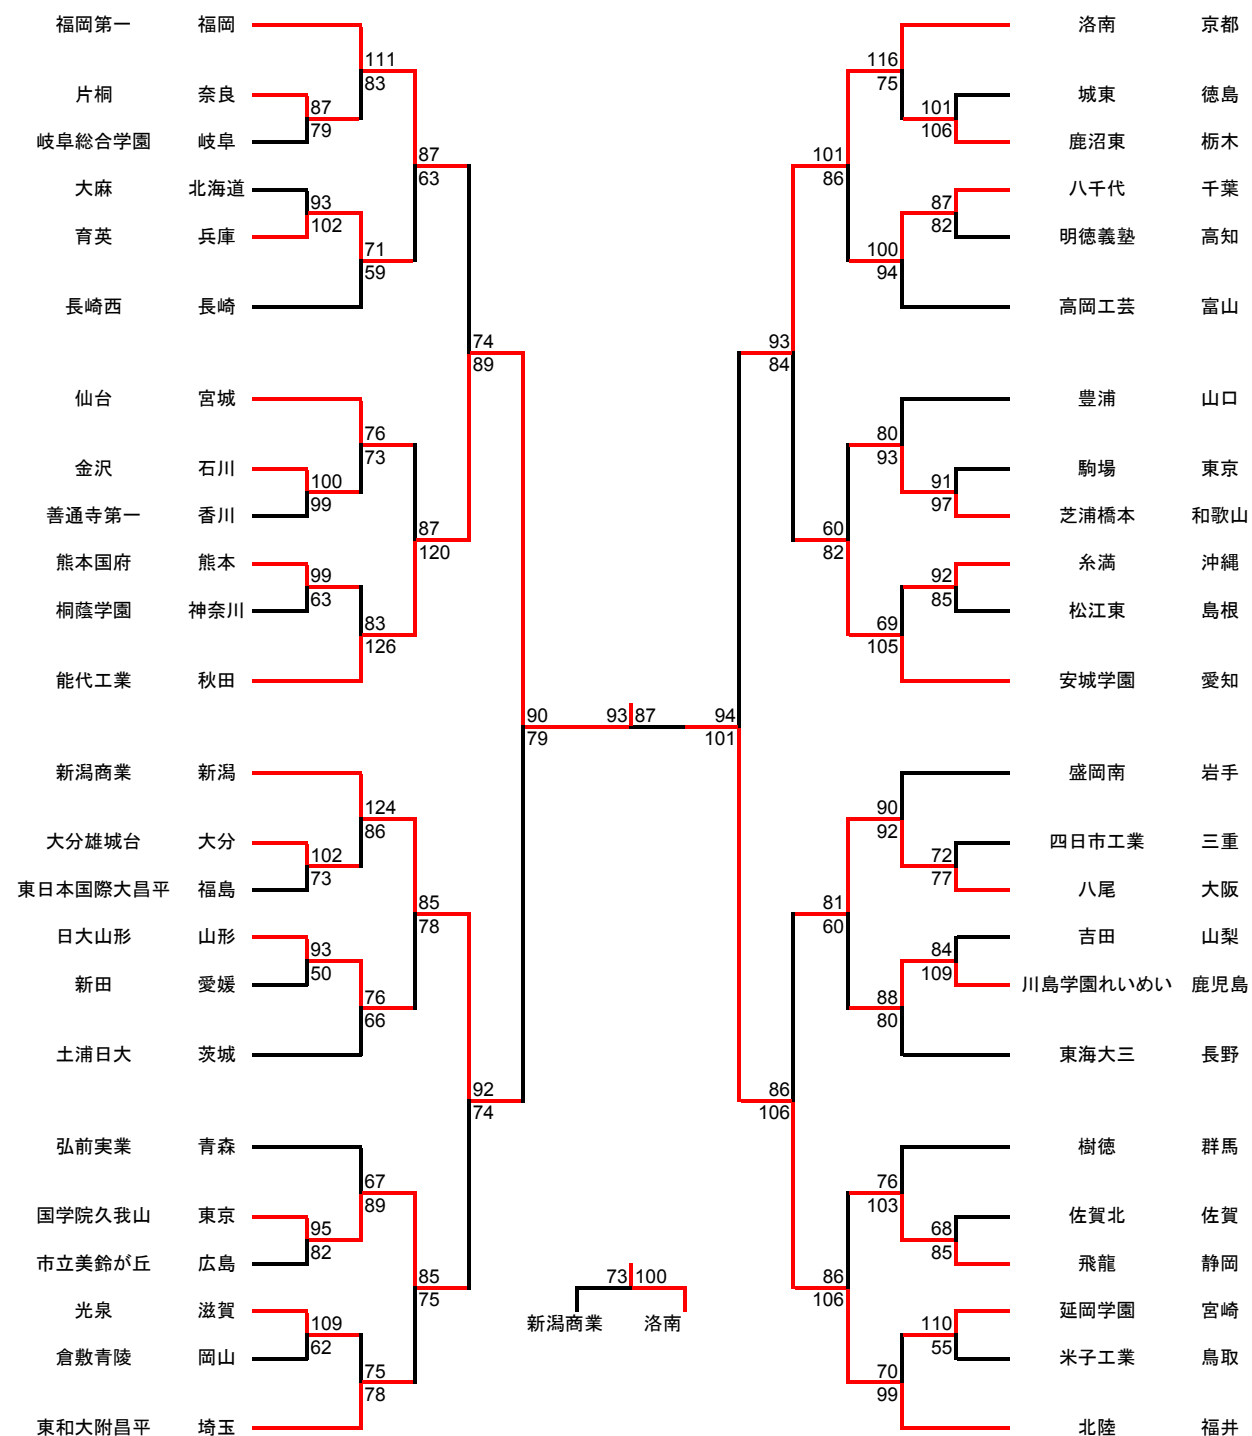 福岡第一 福岡
片桐 奈良
岐阜総合学園 岐阜
大麻 北海道
育英 兵庫
長崎西 長崎
仙台 宮城
金沢 石川
善通寺第一 香川
熊本国府 熊本
桐蔭学園 神奈川
能代工業 秋田
新潟商業 新潟
大分雄城台 大分
東日本国際大昌平 福島
日大山形 山形
新田 愛媛
土浦日大 茨城
弘前実業 青森
国学院久我山 東京
市立美鈴が丘 広島
光泉 滋賀
倉敷青陵 岡山
東和大附昌平 埼玉
87
79
93
102
100
99
99
63
102
73
93
50
95
82
109
62
111
83
71
59
76
73
83
126
124
86
76
66
67
89
75
78
87
63
87
120
85
78
85
75
74
89
92
74
90
79
93 87
73 100
新潟商業 洛南
94
101
93
84
86
106
101
86
60
82
81
60
86
106
116
75
100
94
80
93
69
105
90
92
88
80
76
103
70
99
101
106
87
82
91
97
92
85
72
77
84
109
68
85
110
55
洛南 京都
城東 徳島
鹿沼東 栃木
八千代 千葉
明徳義塾 高知
高岡工芸 富山
豊浦 山口
駒場 東京
芝浦橋本 和歌山
糸満 沖縄
松江東 島根
安城学園 愛知
盛岡南 岩手
四日市工業 三重
八尾 大阪
吉田 山梨
川島学園れいめい 鹿児島
東海大三 長野
樹徳 群馬
佐賀北 佐賀
飛龍 静岡
延岡学園 宮崎
米子工業 鳥取
北陸 福井